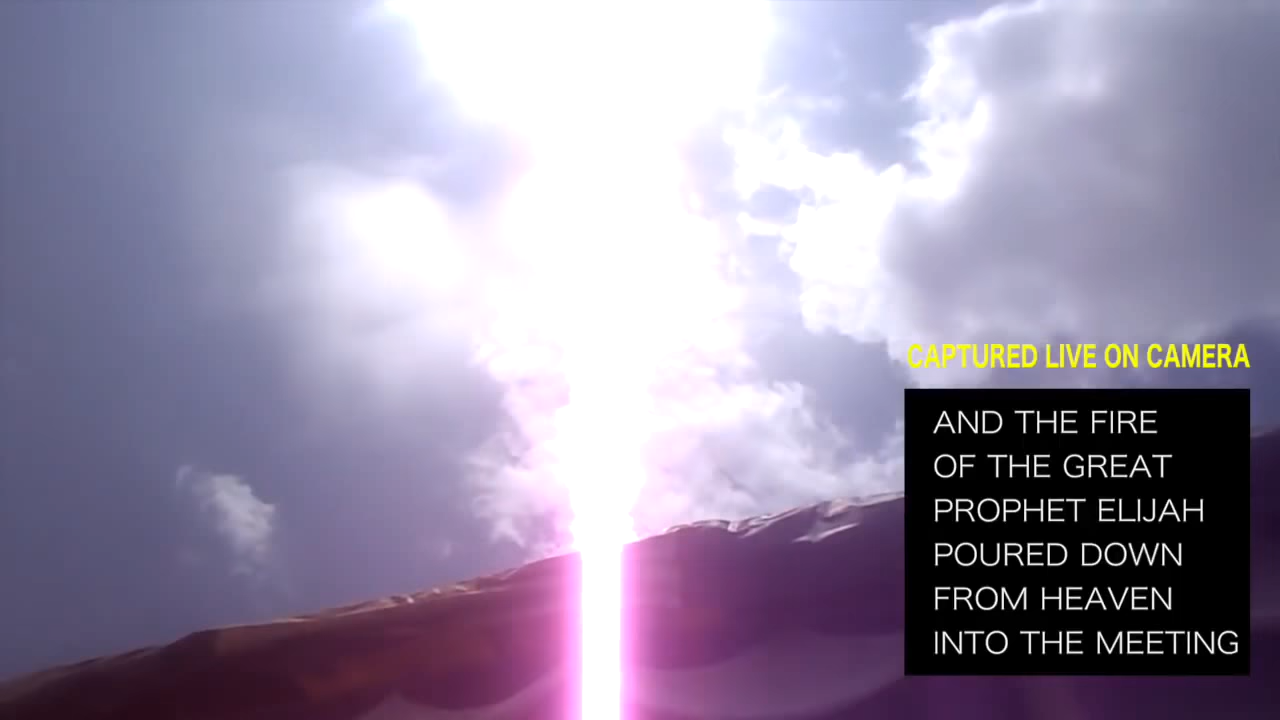 CAPTURED LIVE ON CAMERA
AND THE FIRE
OF THE GREAT
PROPHET ELIJAH
POURED DOWN
FROM HEAVEN
INTO THE MEETING